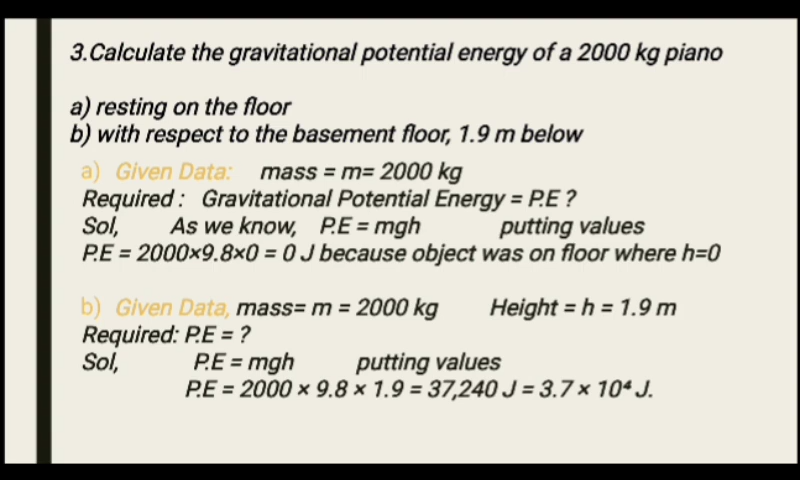 3.Calculate the gravitational potential energy of a 2000 kg piano
a) resting on the floor
b) with respect to the basement floor, 1.9 m below
a) Given Data: mass = m= 2000 kg
Required : Gravitational Potential Energy = P.E ?
Sol, As we know, P.E = mgh putting values
P.E = 2000×9.8×0 = 0 J because object was on floor where h=0
b) Given Data, mass= m = 2000 kg Height = h = 1.9 m
Required: P.E = ?
Sol, P.E = mgh putting values
P.E = 2000 × 9.8 × 1.9 = 37,240 J = 3.7 × 10⁴ J.